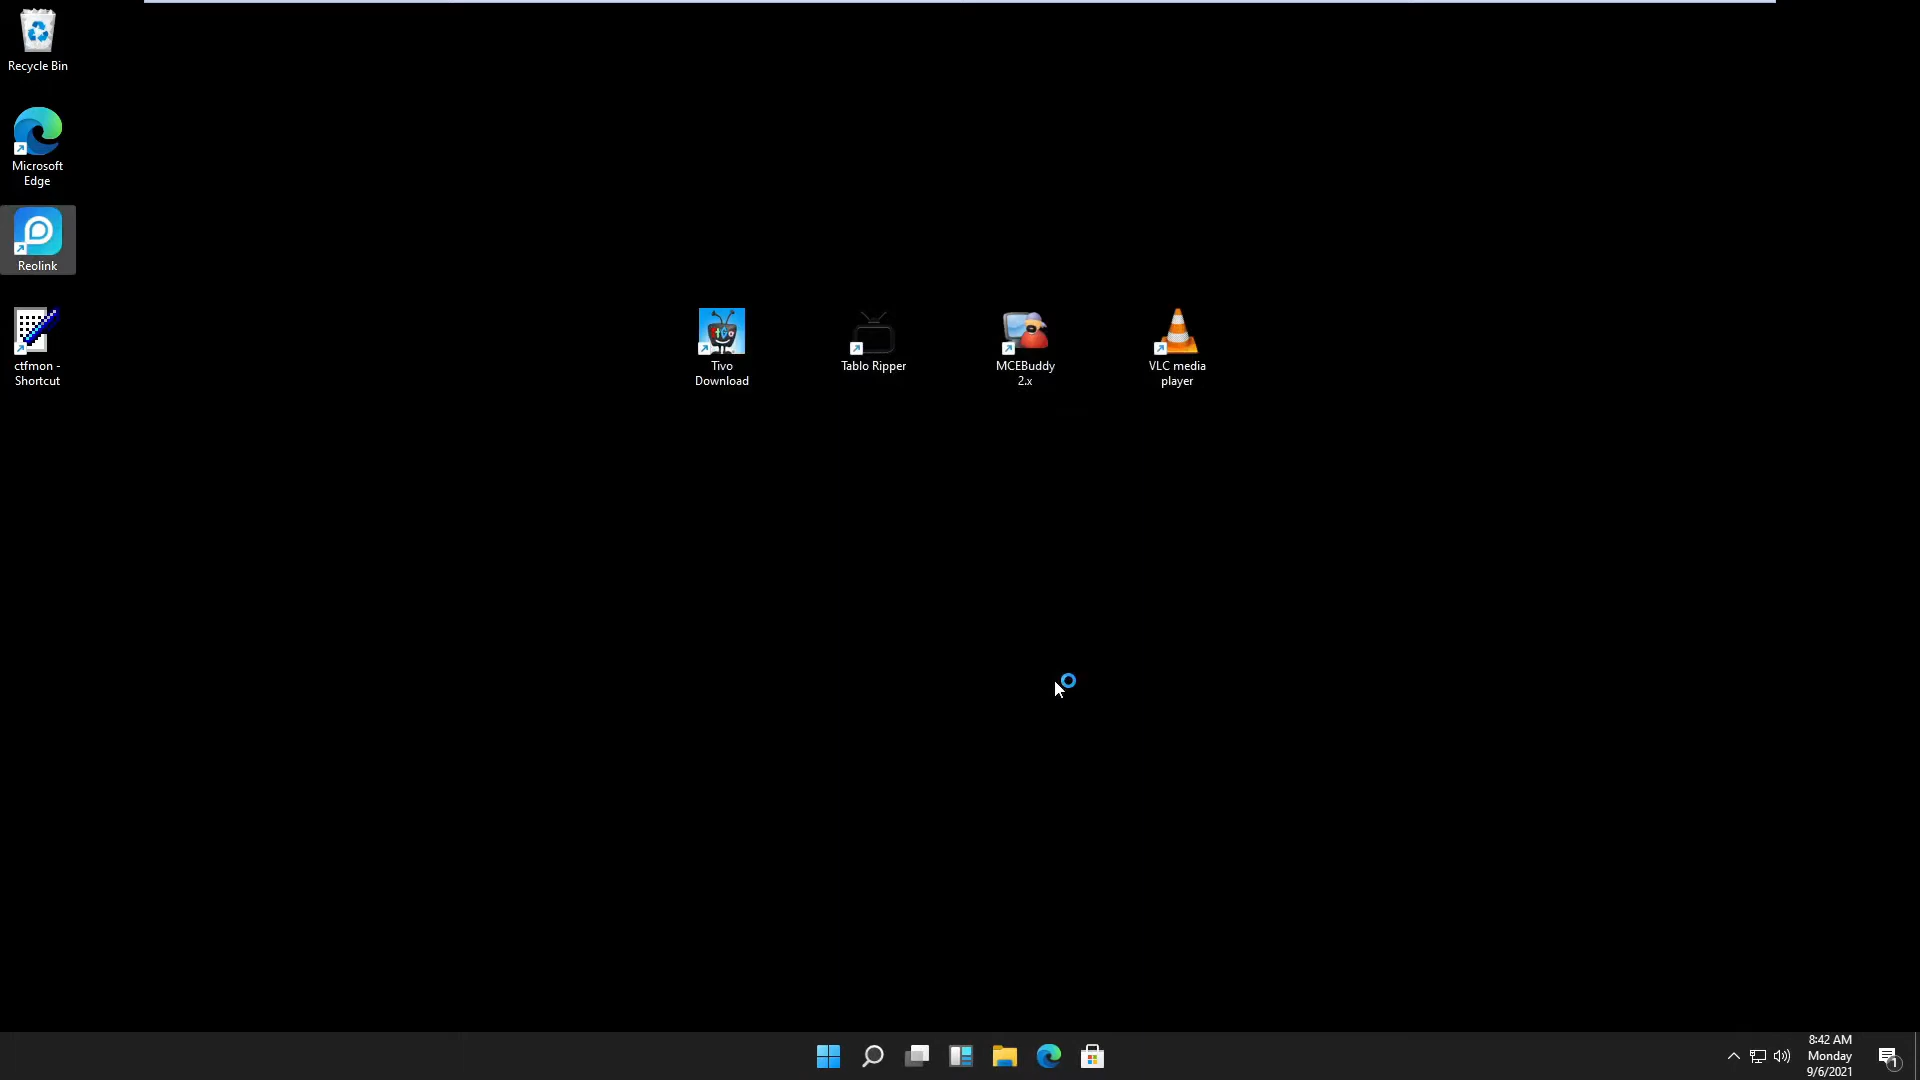 Recycle Bin
Microsoft
Edge
Reolink
ctfmon -
Shortcut
Tivo
Download
Tablo Ripper
MCEBuddy
2.x
VLC media
player
8:42 AM
Monday
9/6/2021
1